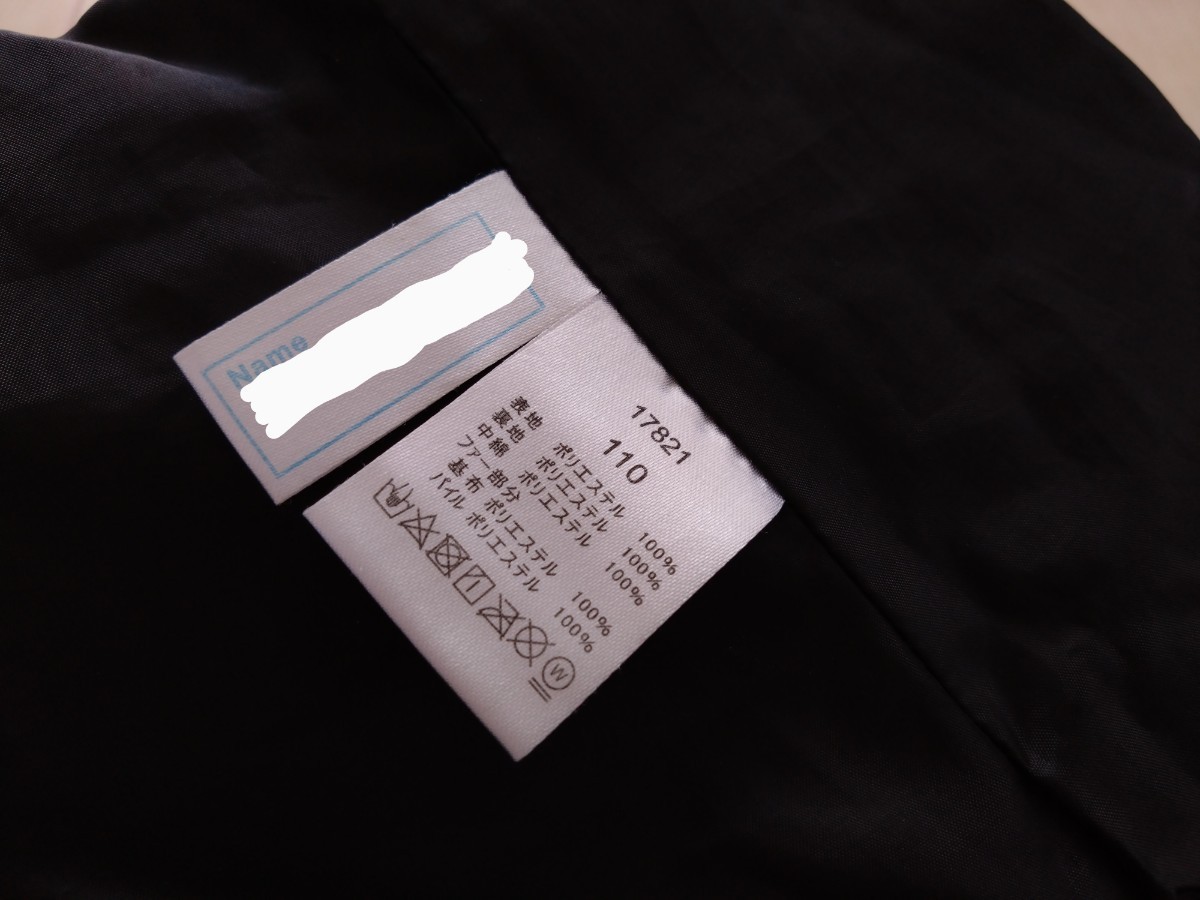 Name
17821
110
表地 ポリエステル 100%
裏地 ポリエステル 100%
中綿 ポリエステル 100%
ファー部分
基布 ポリエステル 100%
パイル ポリエステル 100%
W